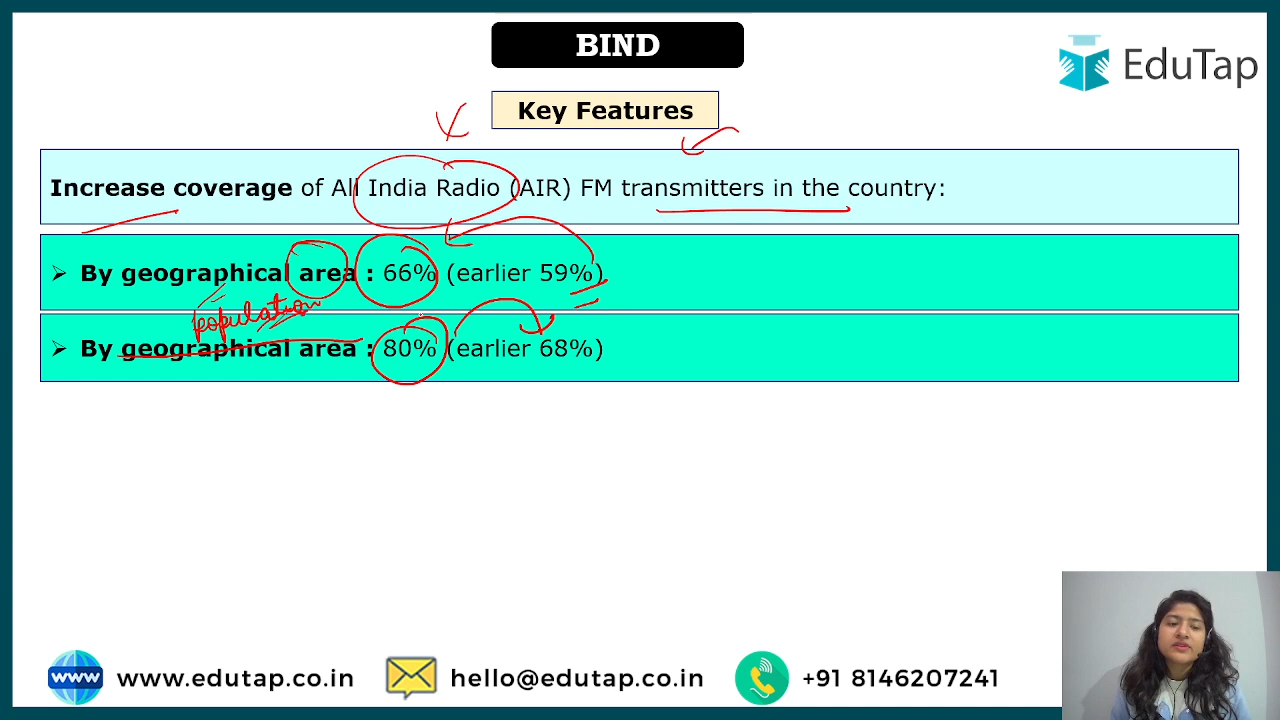 BIND
EduTap
Key Features
Increase coverage of All India Radio (AIR) FM transmitters in the country:
➢ By geographical area : 66% (earlier 59%)
population
➢ By geographical area : 80% (earlier 68%)
www www.edutap.co.in hello@edutap.co.in +91 8146207241